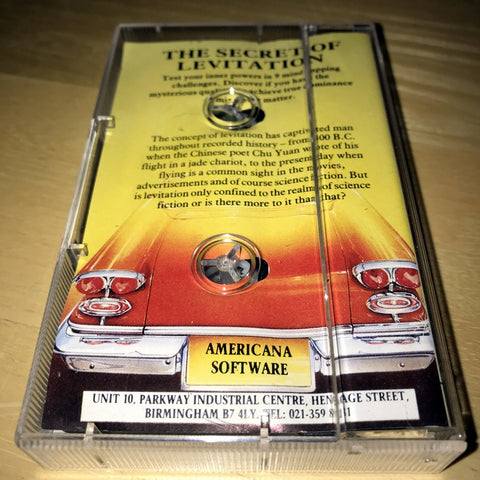 THE SECRET OF
LEVITATION
Test your inner powers in 9 mind
challenges. Discover if you have the
mysterious achieve true
matter.
The concept of levitation has captivated man
throughout recorded history – from 400 B.C.
when the Chinese poet Chu Yuan wrote of his
flight in a jade chariot, to the present day when
flying is a common sight in the movies,
advertisements and of course science fiction. But
is levitation only confined to the realms of science
fiction or is there more to it than that?
AMERICANA
SOFTWARE
UNIT 10, PARKWAY INDUSTRIAL CENTRE, HENEAGE STREET,
BIRMINGHAM B7 4LY. TEL: 021-359